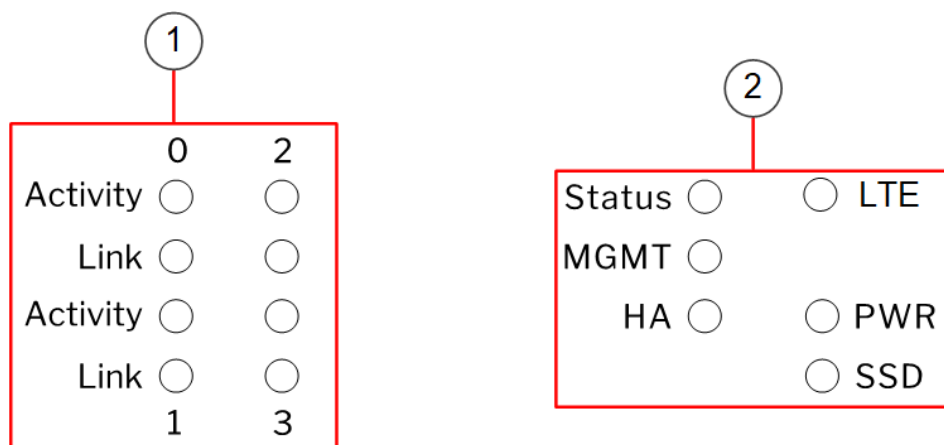 1
0 2
Activity
Link
Activity
Link
1 3
2
Status LTE
MGMT
HA PWR
SSD